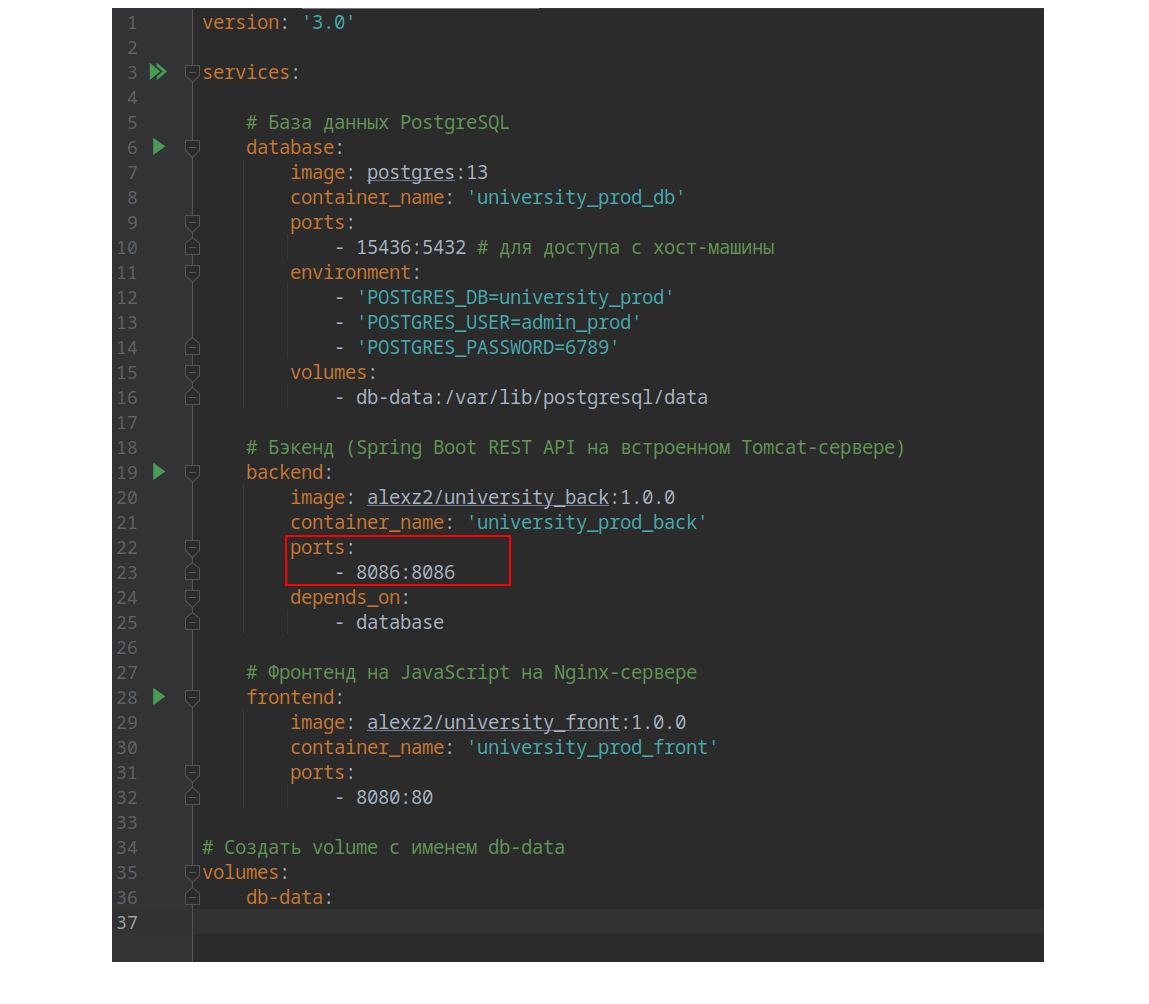 1 version: '3.0'
2
3 services:
4
5 # База данных PostgreSQL
6 database:
7 image: postgres:13
8 container_name: 'university_prod_db'
9 ports:
10 - 15436:5432 # для доступа с хост-машины
11 environment:
12 - 'POSTGRES_DB=university_prod'
13 - 'POSTGRES_USER=admin_prod'
14 - 'POSTGRES_PASSWORD=6789'
15 volumes:
16 - db-data:/var/lib/postgresql/data
17
18 # Бэкенд (Spring Boot REST API на встроенном Tomcat-сервере)
19 backend:
20 image: alexz2/university_back:1.0.0
21 container_name: 'university_prod_back'
22 ports:
23 - 8086:8086
24 depends_on:
25 - database
26
27 # Фронтенд на JavaScript на Nginx-сервере
28 frontend:
29 image: alexz2/university_front:1.0.0
30 container_name: 'university_prod_front'
31 ports:
32 - 8080:80
33
34 # Создать volume с именем db-data
35 volumes:
36 db-data:
37